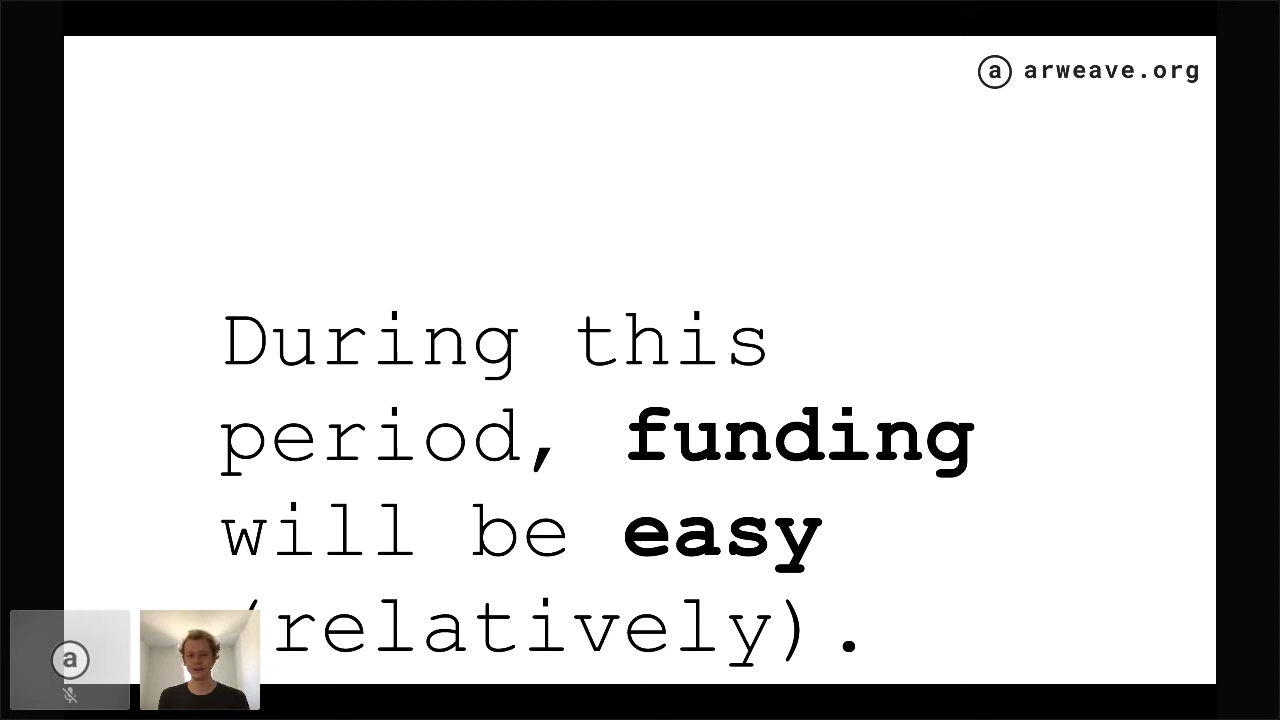 a arweave.org
During this
period, funding
will be easy
(relatively).
a